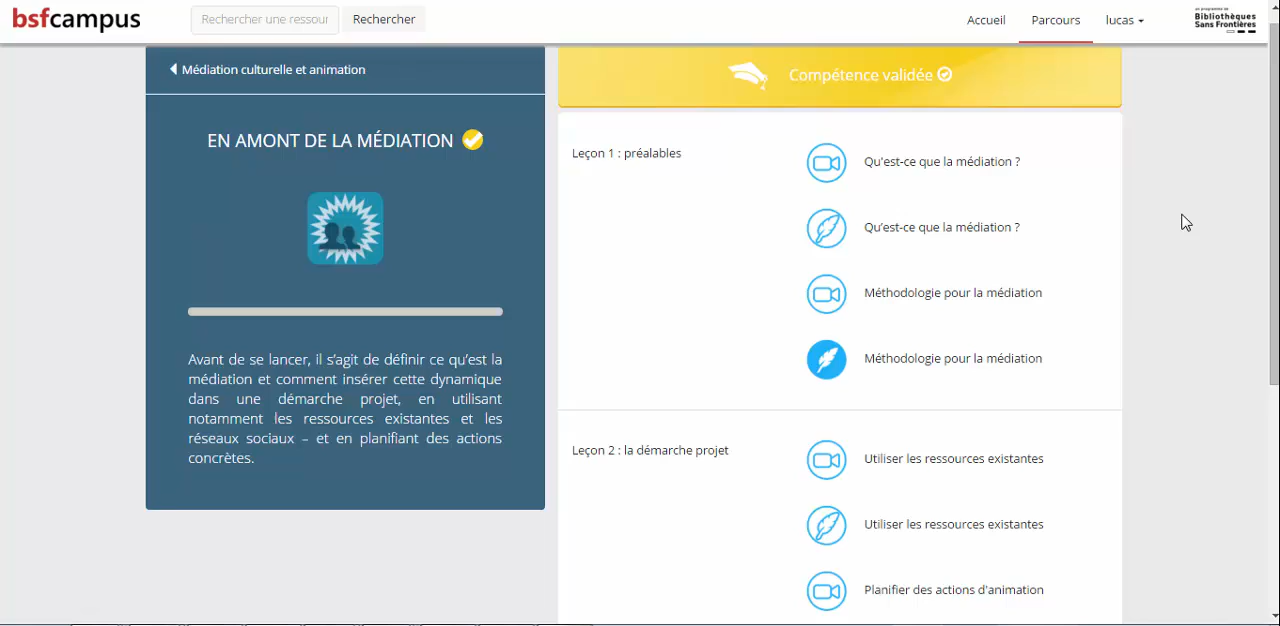 bsfcampus
Rechercher une ressour
Rechercher
Accueil
Parcours
lucas
un programme de
Bibliothèques
Sans Frontières
Médiation culturelle et animation
EN AMONT DE LA MÉDIATION
Avant de se lancer, il s'agit de définir ce qu'est la
médiation et comment insérer cette dynamique
dans une démarche projet, en utilisant
notamment les ressources existantes et les
réseaux sociaux – et en planifiant des actions
concrètes.
Compétence validée
Leçon 1 : préalables
Qu'est-ce que la médiation ?
Qu'est-ce que la médiation ?
Méthodologie pour la médiation
Méthodologie pour la médiation
Leçon 2 : la démarche projet
Utiliser les ressources existantes
Utiliser les ressources existantes
Planifier des actions d'animation